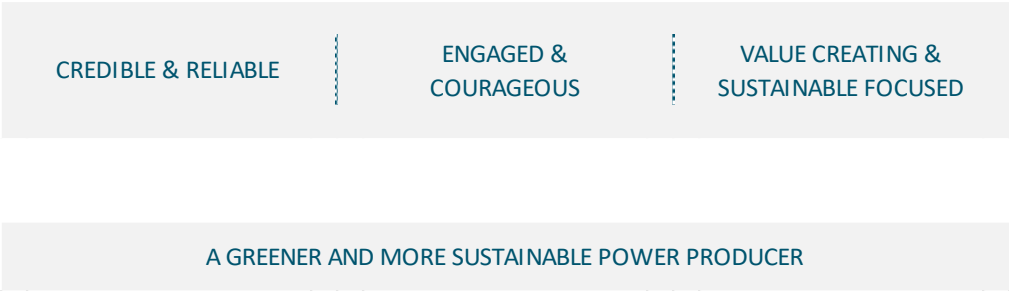 CREDIBLE & RELIABLE
ENGAGED &
COURAGEOUS
VALUE CREATING &
SUSTAINABLE FOCUSED
A GREENER AND MORE SUSTAINABLE POWER PRODUCER